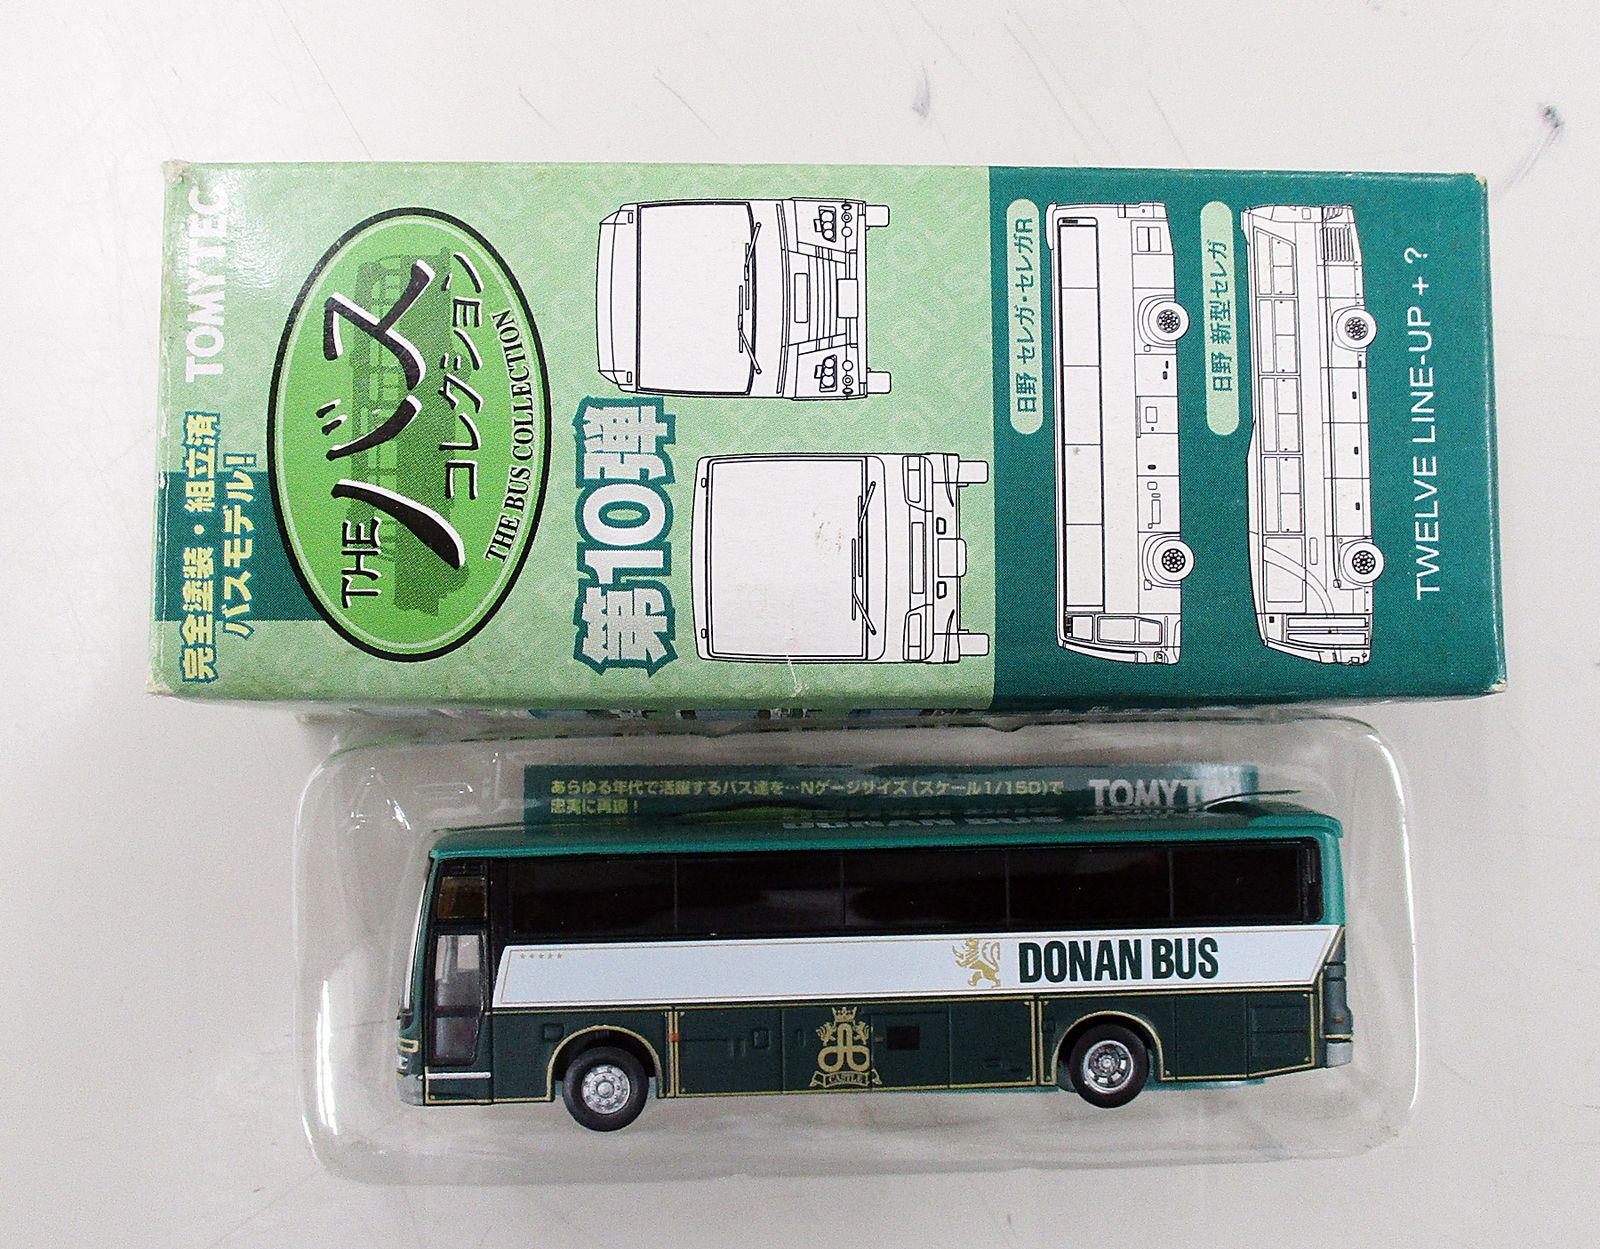 TOMYTEC
完全塗装・組立済
バスモデル!
THE バス
コレクション
THE BUS COLLECTION
第10弾
日野 セレガ・セレガR
日野 新型セレガ
TWELVE LINE-UP + ?
あらゆる年代で活躍するバス達を…Nゲージサイズ(スケール1/150)で
忠実に再現!
TOMYTEC
DONAN BUS
DONAN BUS
CASTLE